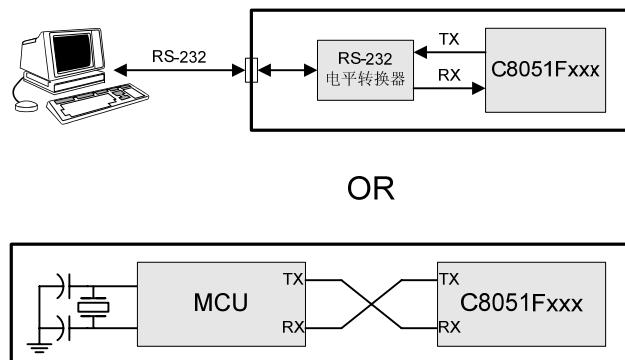 RS-232
RS-232
电平转换器
TX
RX
C8051Fxxx
OR
MCU
TX
RX
TX
RX
C8051Fxxx